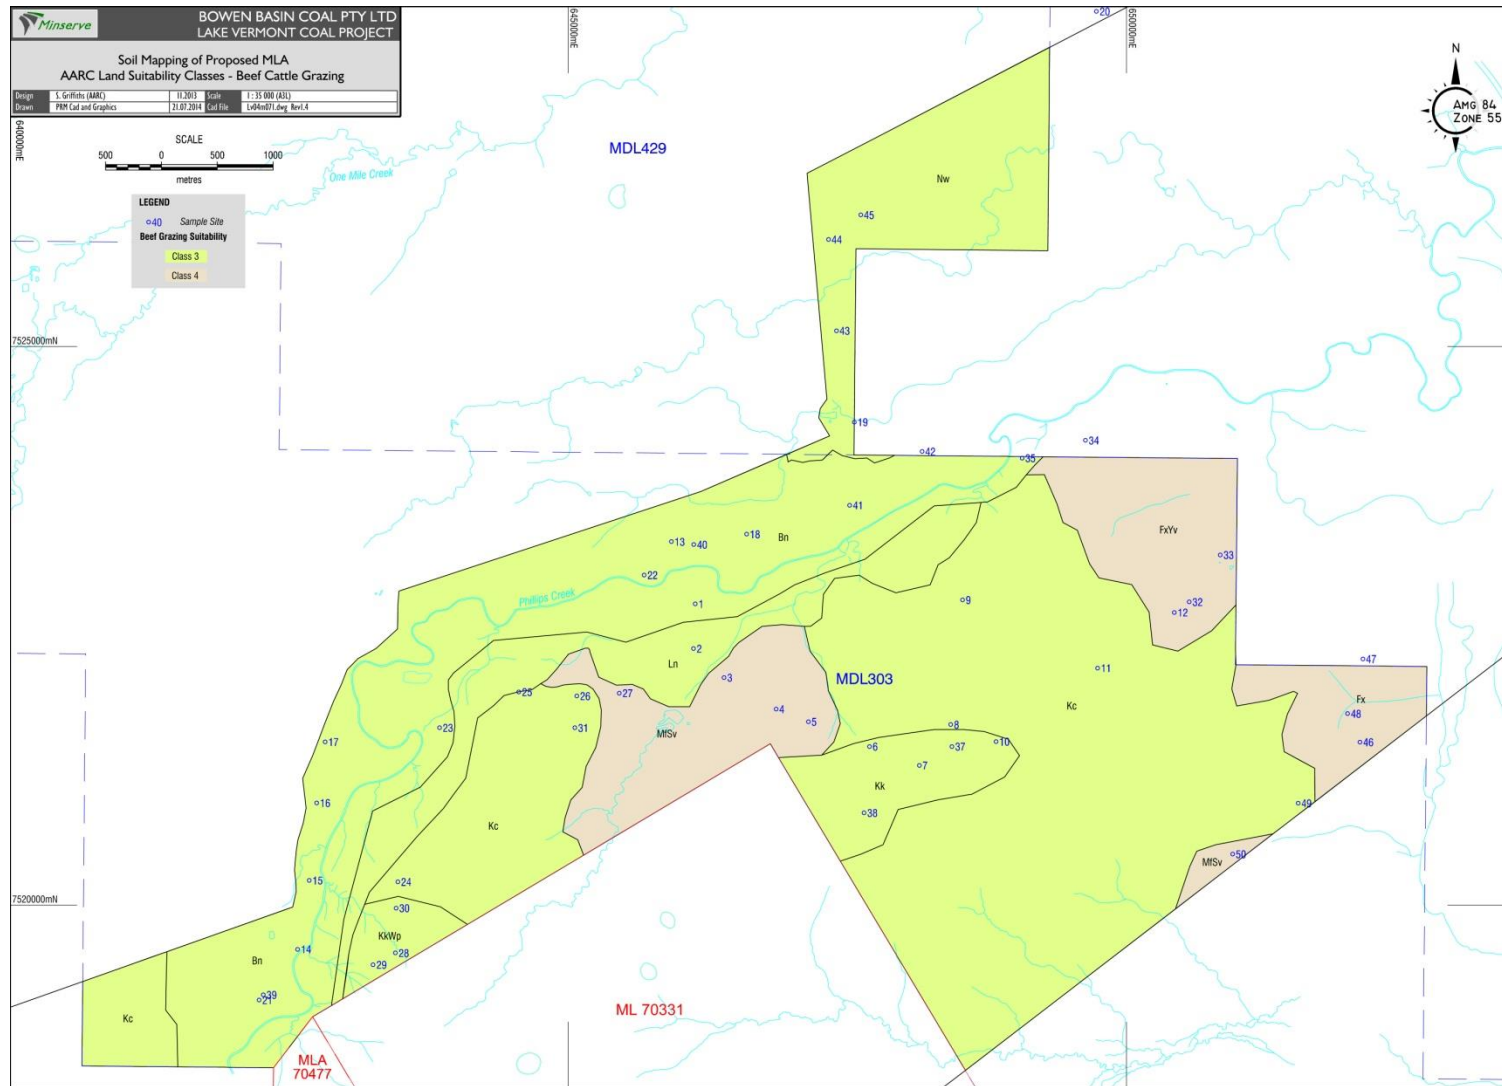 Minserve
BOWEN BASIN COAL PTY LTD
LAKE VERMONT COAL PROJECT
Soil Mapping of Proposed MLA
AARC Land Suitability Classes - Beef Cattle Grazing
Design S. Griffiths (AARC) 11.2013 Scale 1 : 35 000 (A3L)
Drawn PRM Cad and Graphics 21.07.2014 Cad File Lv04m071.dwg Rev1.4
640000mE
645000mE
650000mE
20
N
AMG 84
ZONE 55
SCALE
500 0 500 1000
metres
LEGEND
40 Sample Site
Beef Grazing Suitability
Class 3
Class 4
One Mile Creek
MDL429
Nw
45
44
43
7525000mN
19
42
34
35
41
18
Bn
13
40
FxYv
33
22
Phillips Creek
1
9
32
12
2
Ln
47
11
3
MDL303
25
26
27
Kc
Fx
4
48
5
23
31
MfSv
8
17
6
37
10
46
7
Kk
16
38
49
Kc
50
MfSv
15
24
7520000mN
30
KkWp
14
28
Bn
29
39
21
ML 70331
Kc
MLA
70477